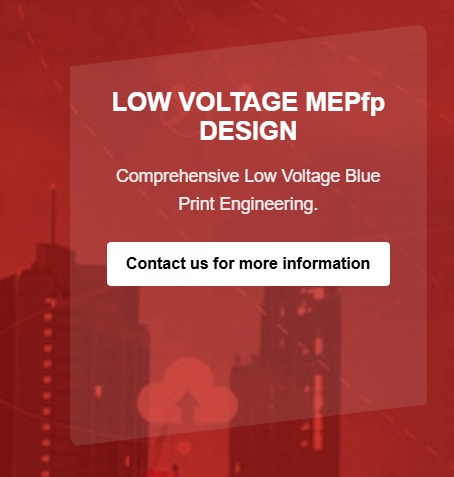 LOW VOLTAGE MEPfp
DESIGN
Comprehensive Low Voltage Blue
Print Engineering.
Contact us for more information